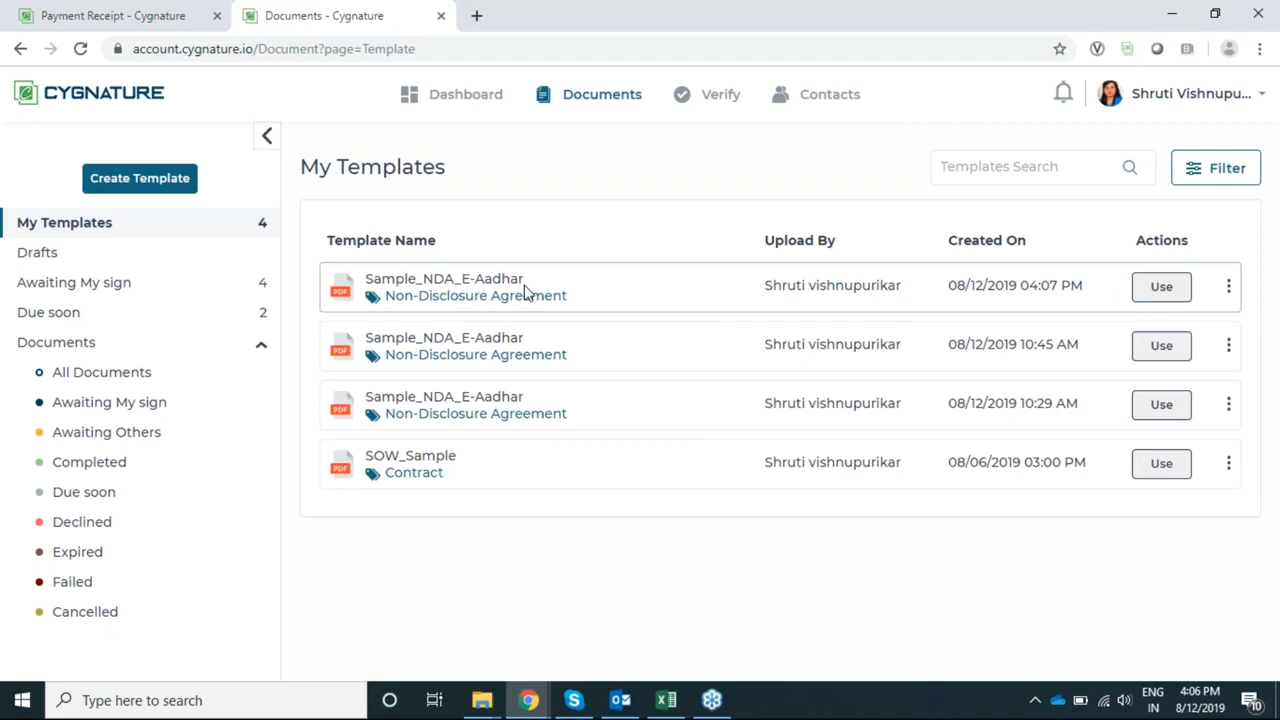 Payment Receipt - Cygnature
Documents - Cygnature
account.cygnature.io/Document?page=Template
CYGNATURE
Dashboard
Documents
Verify
Contacts
Shruti Vishnupu...
Create Template
My Templates 4
Drafts
Awaiting My sign 4
Due soon 2
Documents
All Documents
Awaiting My sign
Awaiting Others
Completed
Due soon
Declined
Expired
Failed
Cancelled
My Templates
Templates Search
Filter
Template Name Upload By Created On Actions
PDF Sample_NDA_E-Aadhar
Non-Disclosure Agreement
Shruti vishnupurikar 08/12/2019 04:07 PM Use
PDF Sample_NDA_E-Aadhar
Non-Disclosure Agreement
Shruti vishnupurikar 08/12/2019 10:45 AM Use
PDF Sample_NDA_E-Aadhar
Non-Disclosure Agreement
Shruti vishnupurikar 08/12/2019 10:29 AM Use
PDF SOW_Sample
Contract
Shruti vishnupurikar 08/06/2019 03:00 PM Use
Type here to search
ENG
IN
4:06 PM
8/12/2019
10